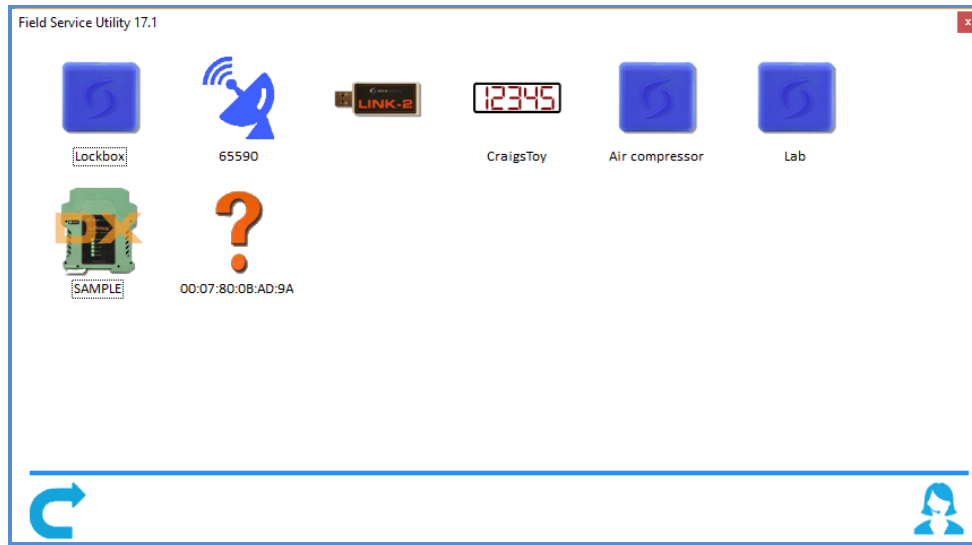 Field Service Utility 17.1
x
LINK-2
12345
Lockbox
65590
CraigsToy
Air compressor
Lab
DX
SAMPLE
00:07:80:0B:AD:9A